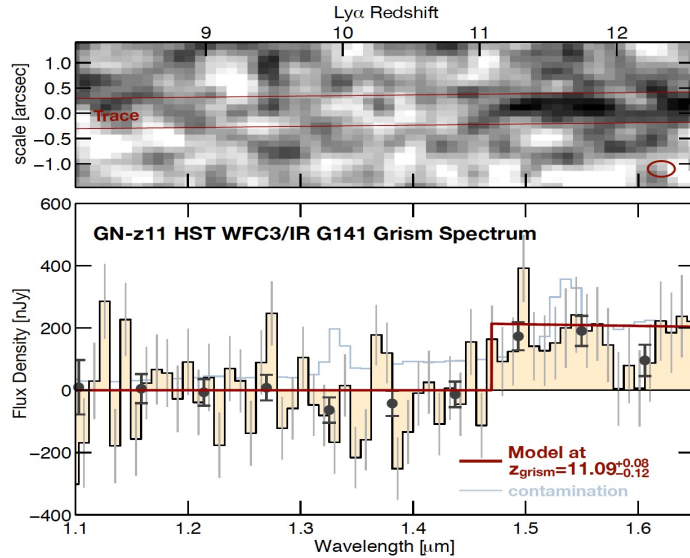 Lyα Redshift
9 10 11 12
scale [arcsec]
1.0
0.5
0.0
−0.5
−1.0
Trace
GN-z11 HST WFC3/IR G141 Grism Spectrum
Flux Density [nJy]
600
400
200
0
−200
−400
Model at
zgrism=11.09+0.08−0.12
contamination
1.1 1.2 1.3 1.4 1.5 1.6
Wavelength [μm]